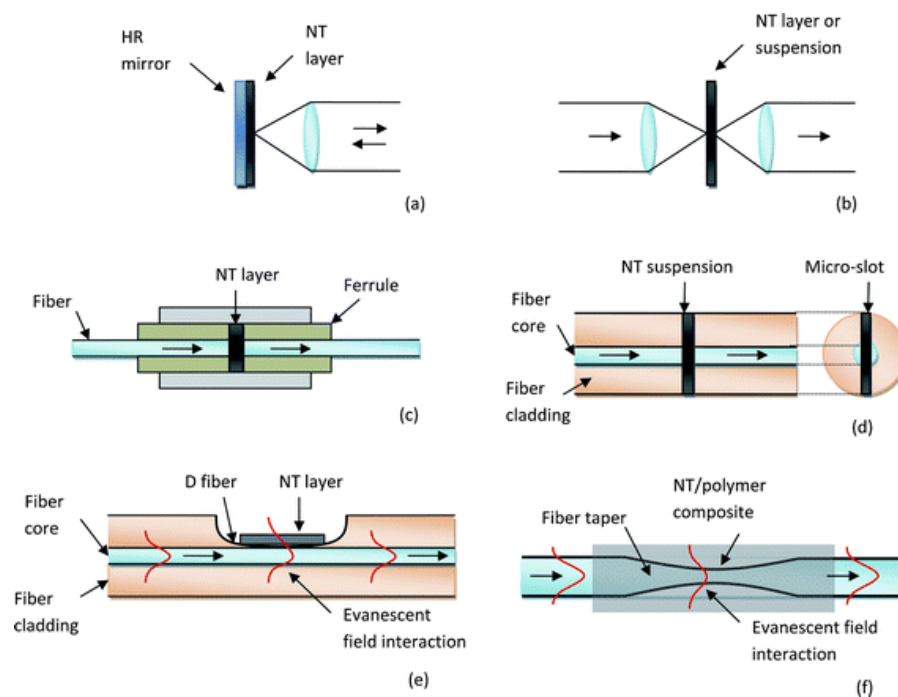 HR
mirror
NT
layer
(a)
NT layer or
suspension
(b)
NT layer
Fiber
Ferrule
(c)
NT suspension
Micro-slot
Fiber
core
Fiber
cladding
(d)
D fiber
NT layer
Fiber
core
Fiber
cladding
Evanescent
field interaction
(e)
NT/polymer
composite
Fiber taper
Evanescent field
interaction
(f)